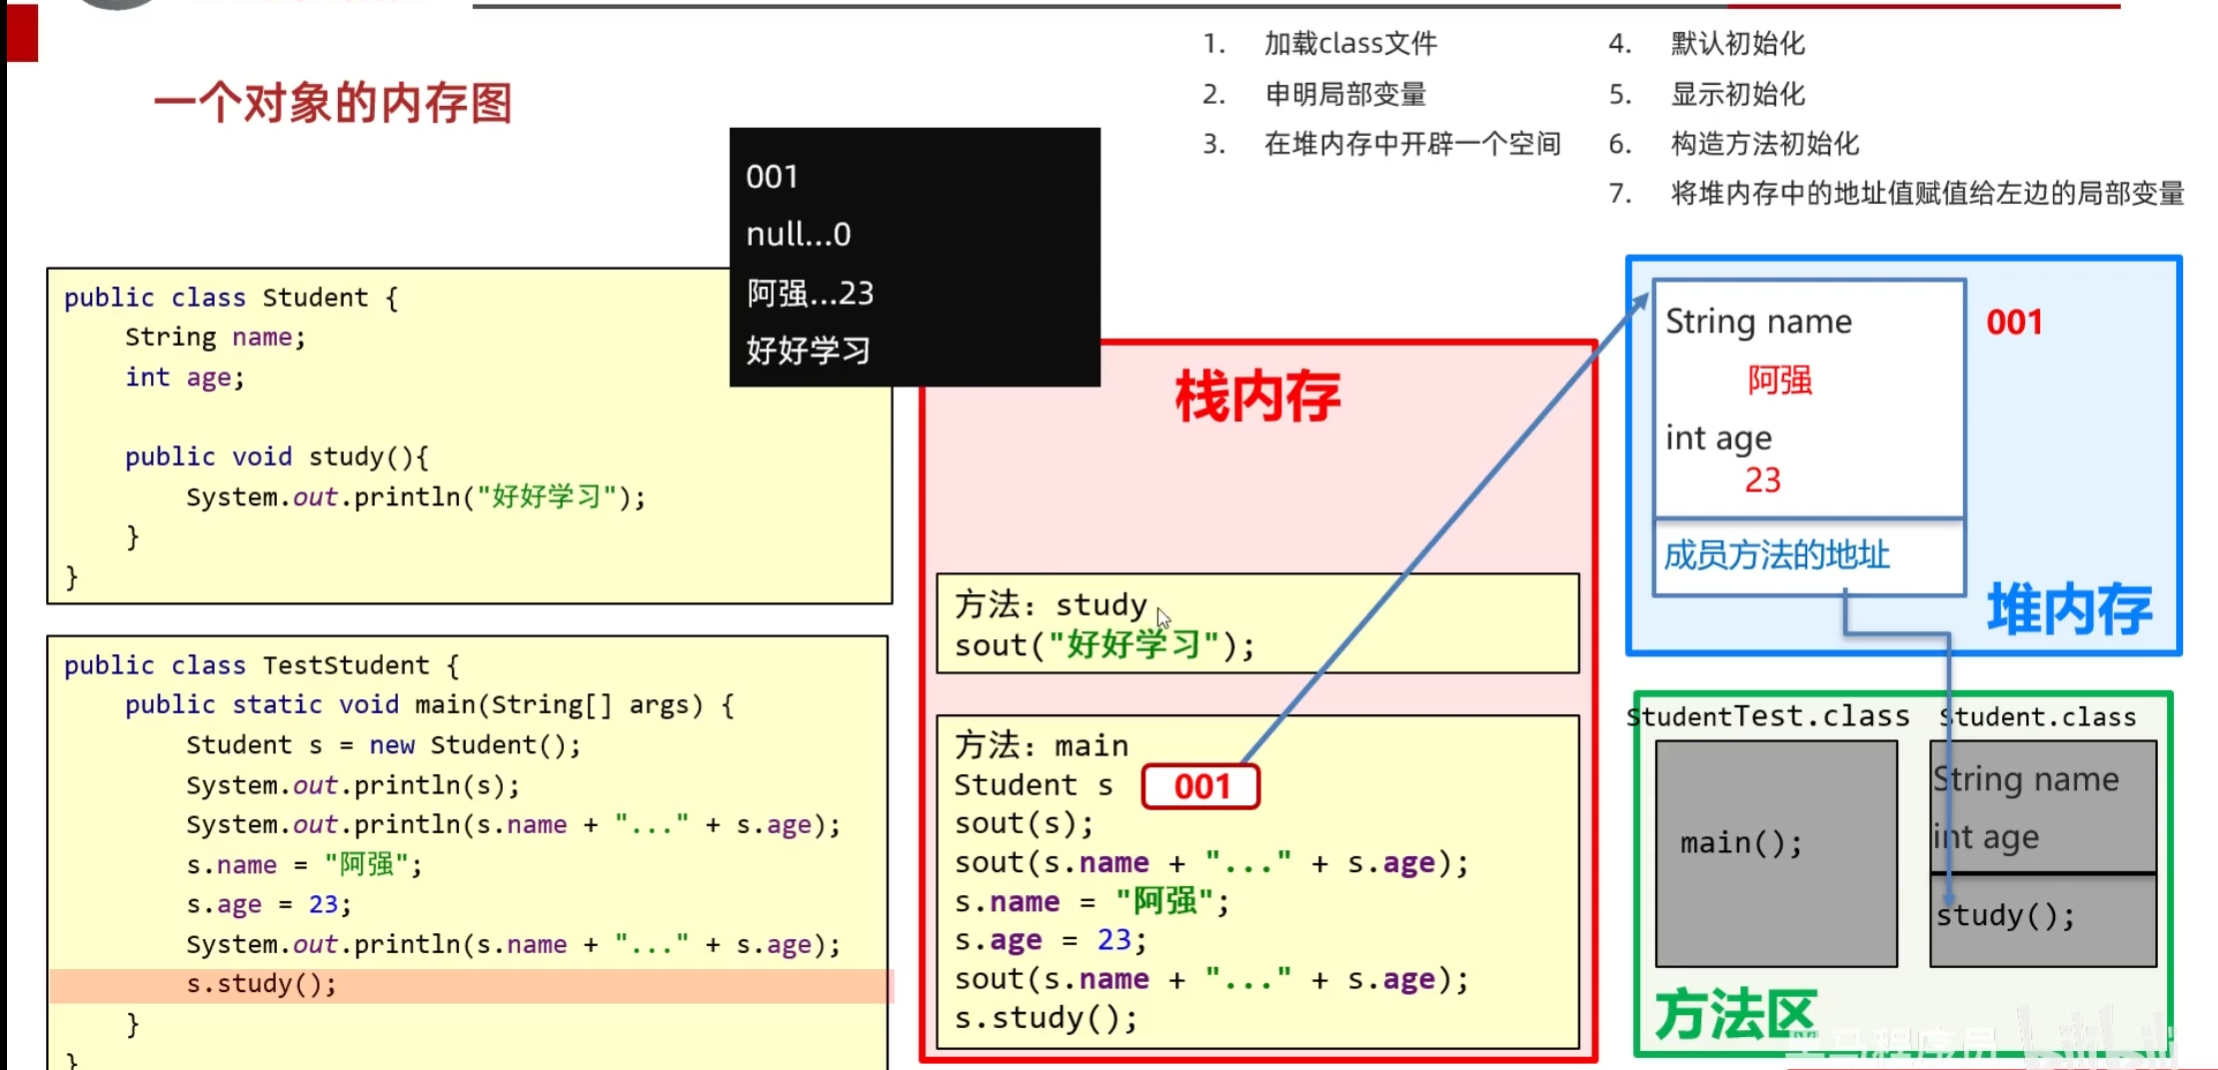 一个对象的内存图
1. 加载class文件
2. 申明局部变量
3. 在堆内存中开辟一个空间
4. 默认初始化
5. 显示初始化
6. 构造方法初始化
7. 将堆内存中的地址值赋值给左边的局部变量
001
null...0
阿强...23
好好学习
public class Student {
String name;
int age;
public void study(){
System.out.println("好好学习");
}
}
public class TestStudent {
public static void main(String[] args) {
Student s = new Student();
System.out.println(s);
System.out.println(s.name + "..." + s.age);
s.name = "阿强";
s.age = 23;
System.out.println(s.name + "..." + s.age);
s.study();
}
}
栈内存
方法：study
sout("好好学习");
方法：main
Student s 001
sout(s);
sout(s.name + "..." + s.age);
s.name = "阿强";
s.age = 23;
sout(s.name + "..." + s.age);
s.study();
String name
阿强
int age
23
成员方法的地址
001
堆内存
StudentTest.class
main();
Student.class
String name
int age
study();
方法区
黑马程序员
bilibili